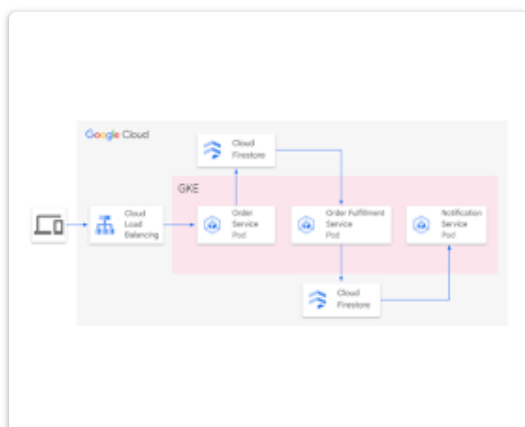 Google Cloud
Cloud
Firestore
GKE
Cloud
Load
Balancing
Order
Service
Pod
Order Fulfillment
Service
Pod
Notification
Service
Pod
Cloud
Firestore